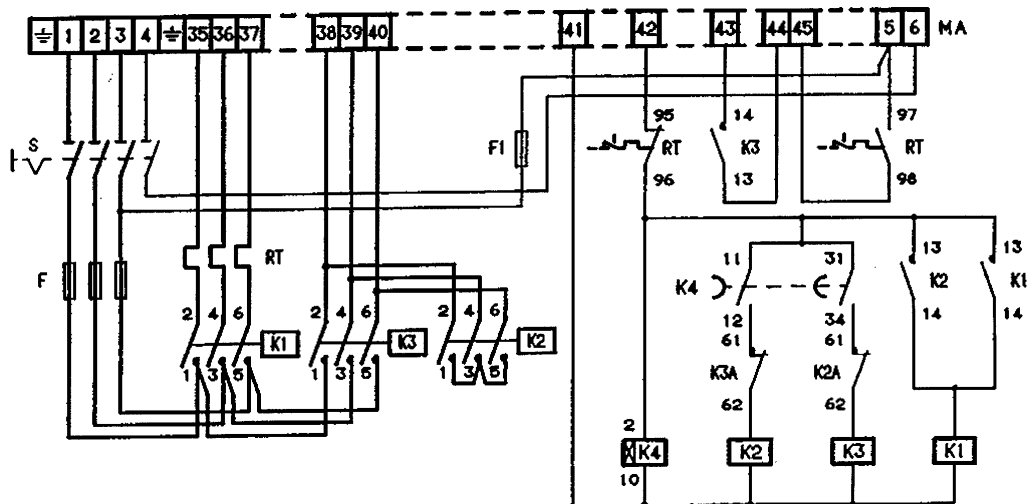 1 2 3 4 35 36 37 38 39 40 41 42 43 44 45 5 6 MA
95 14 97
S F1 RT K3 RT
96 13 98
F RT 11 31 13 13
K4 K2 K1
2 4 6 2 4 6 2 4 6 12 34 14 14
K1 K3 K2 61 61
1 3 5 1 3 5 1 3 5 K3A K2A
62 62
2
K4 K2 K3 K1
10